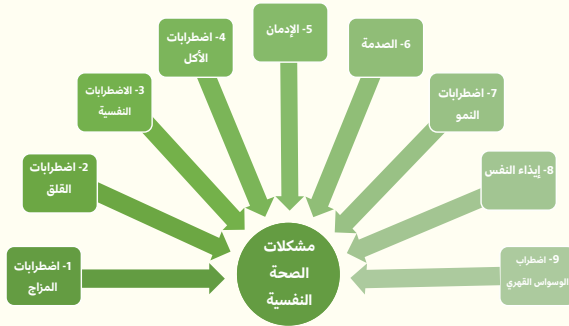 1- اضطرابات
المزاج
2- اضطرابات
القلق
3- الاضطرابات
النفسية
4- اضطرابات
الأكل
5- الإدمان
6- الصدمة
7- اضطرابات
النمو
8- إيذاء النفس
9- اضطراب
الوسواس القهري
مشكلات
الصحة
النفسية